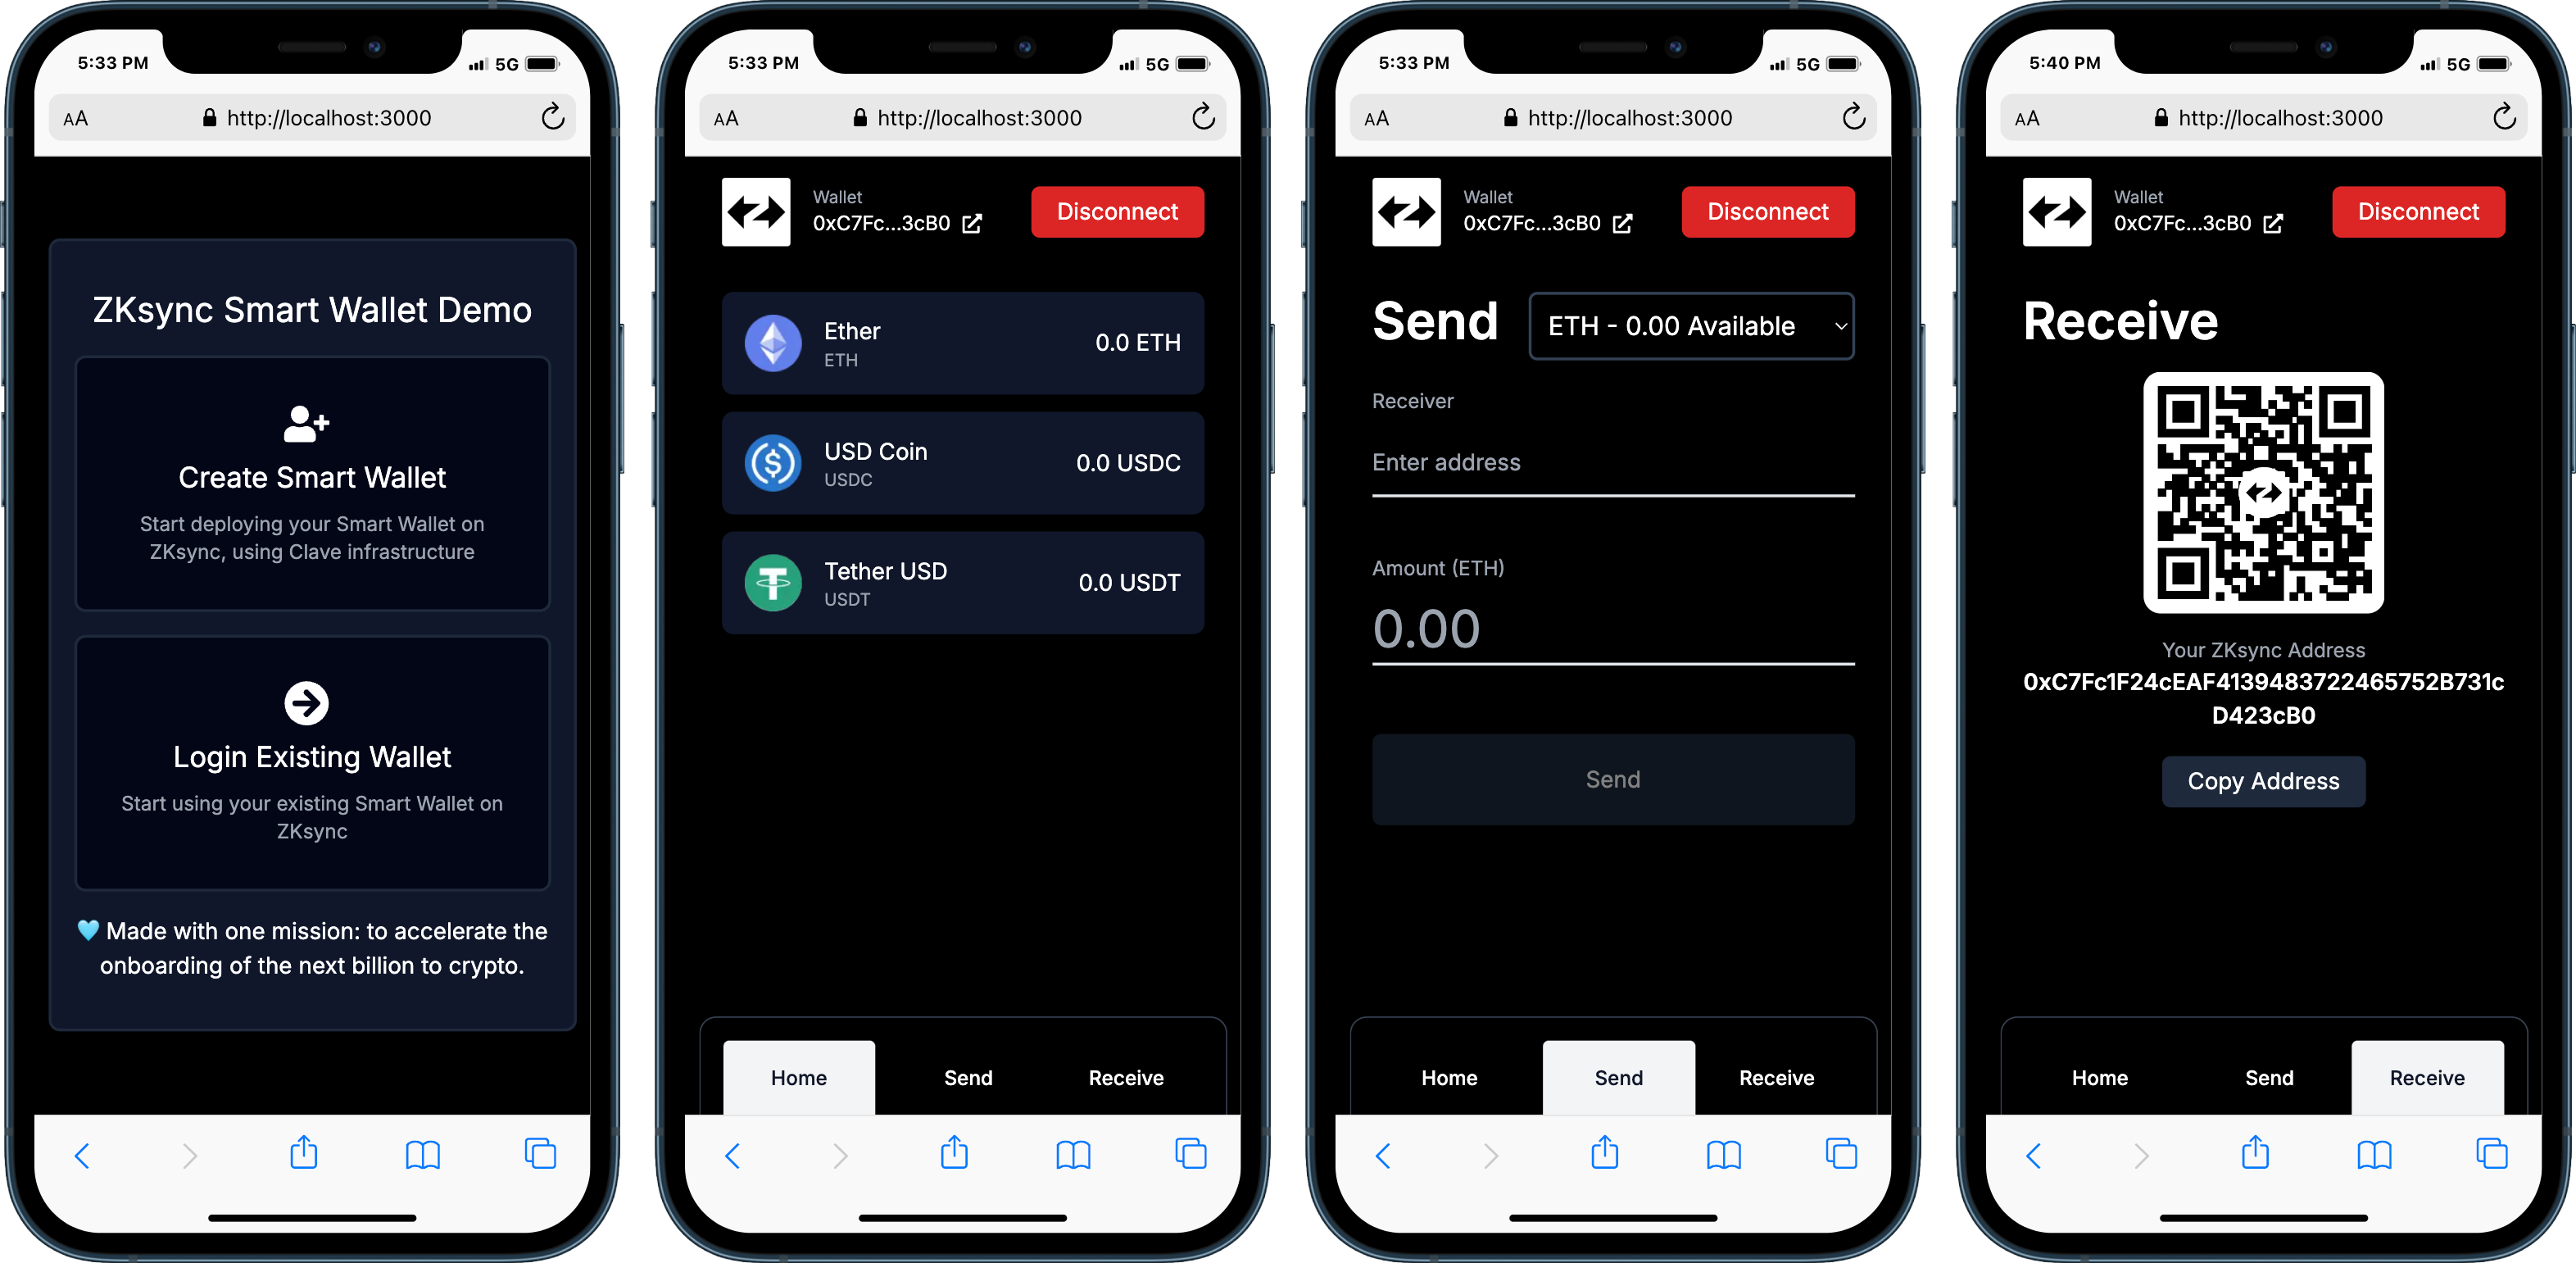 5:33 PM
5G
AA
http://localhost:3000
ZKsync Smart Wallet Demo
Create Smart Wallet
Start deploying your Smart Wallet on
ZKsync, using Clave infrastructure
Login Existing Wallet
Start using your existing Smart Wallet on
ZKsync
🩵 Made with one mission: to accelerate the
onboarding of the next billion to crypto.
5:33 PM
5G
AA
http://localhost:3000
Wallet
0xC7Fc...3cB0
Disconnect
Ether
ETH
0.0 ETH
USD Coin
USDC
0.0 USDC
Tether USD
USDT
0.0 USDT
Home
Send
Receive
5:33 PM
5G
AA
http://localhost:3000
Wallet
0xC7Fc...3cB0
Disconnect
Send
ETH - 0.00 Available
Receiver
Enter address
Amount (ETH)
0.00
Send
Home
Send
Receive
5:40 PM
5G
AA
http://localhost:3000
Wallet
0xC7Fc...3cB0
Disconnect
Receive
Your ZKsync Address
0xC7Fc1F24cEAF4139483722465752B731c
D423cB0
Copy Address
Home
Send
Receive